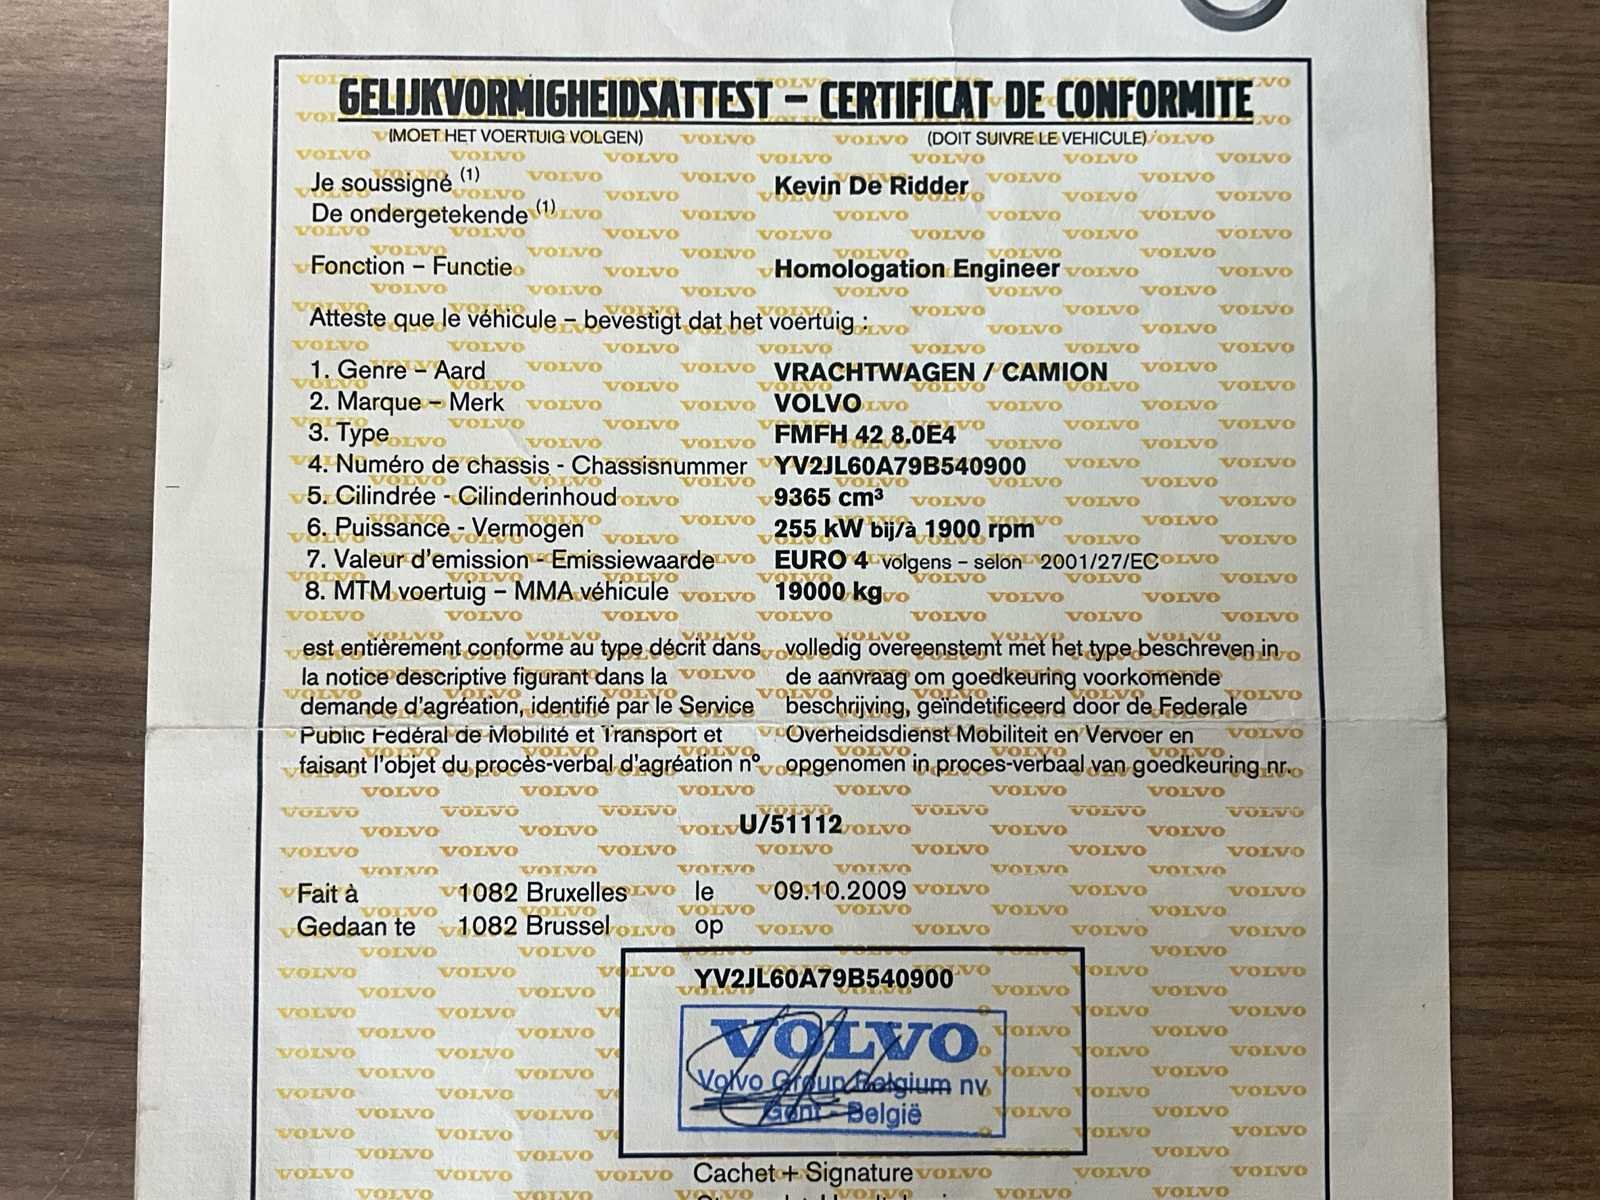 GELIJKVORMIGHEIDSATTEST – CERTIFICAT DE CONFORMITE
(MOET HET VOERTUIG VOLGEN) (DOIT SUIVRE LE VEHICULE)
Je soussigné (1) Kevin De Ridder
De ondergetekende (1)
Fonction – Functie Homologation Engineer
Atteste que le véhicule – bevestigt dat het voertuig :
1. Genre – Aard VRACHTWAGEN / CAMION
2. Marque – Merk VOLVO
3. Type FMFH 42 8.0E4
4. Numéro de chassis - Chassisnummer YV2JL60A79B540900
5. Cilindrée - Cilinderinhoud 9365 cm³
6. Puissance - Vermogen 255 kW bij/à 1900 rpm
7. Valeur d'emission - Emissiewaarde EURO 4 volgens – selon 2001/27/EC
8. MTM voertuig – MMA véhicule 19000 kg
est entièrement conforme au type décrit dans volledig overeenstemt met het type beschreven in
la notice descriptive figurant dans la de aanvraag om goedkeuring voorkomende
demande d'agréation, identifié par le Service beschrijving, geïndetificeerd door de Federale
Public Fedéral de Mobilité et Transport et Overheidsdienst Mobiliteit en Vervoer en
faisant l'objet du procès-verbal d'agréation n° opgenomen in proces-verbaal van goedkeuring nr.
U/51112
Fait à 1082 Bruxelles le 09.10.2009
Gedaan te 1082 Brussel op
YV2JL60A79B540900
VOLVO
Volvo Group Belgium nv
Gent - België
Cachet + Signature